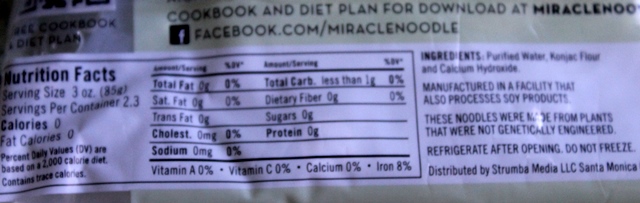 COOKBOOK AND DIET PLAN FOR DOWNLOAD AT MIRACLENOO
FREE COOKBOOK
& DIET PLAN
f FACEBOOK.COM/MIRACLENOODLE
Nutrition Facts
Serving Size 3 oz. (85g)
Servings Per Container 2.3
Calories 0
Fat Calories 0
Percent Daily Values (DV) are
based on a 2,000 calorie diet.
Contains trace calories.
Amount/Serving %DV* Amount/Serving %DV*
Total Fat 0g 0% Total Carb. less than 1g 0%
Sat. Fat 0g 0% Dietary Fiber 0g 0%
Trans Fat 0g Sugars 0g
Cholest. 0mg 0% Protein 0g
Sodium 0mg 0%
Vitamin A 0% • Vitamin C 0% • Calcium 0% • Iron 8%
INGREDIENTS: Purified Water, Konjac Flour
and Calcium Hydroxide.
MANUFACTURED IN A FACILITY THAT
ALSO PROCESSES SOY PRODUCTS.
THESE NOODLES WERE MADE FROM PLANTS
THAT WERE NOT GENETICALLY ENGINEERED.
REFRIGERATE AFTER OPENING. DO NOT FREEZE.
Distributed by Strumba Media LLC Santa Monica